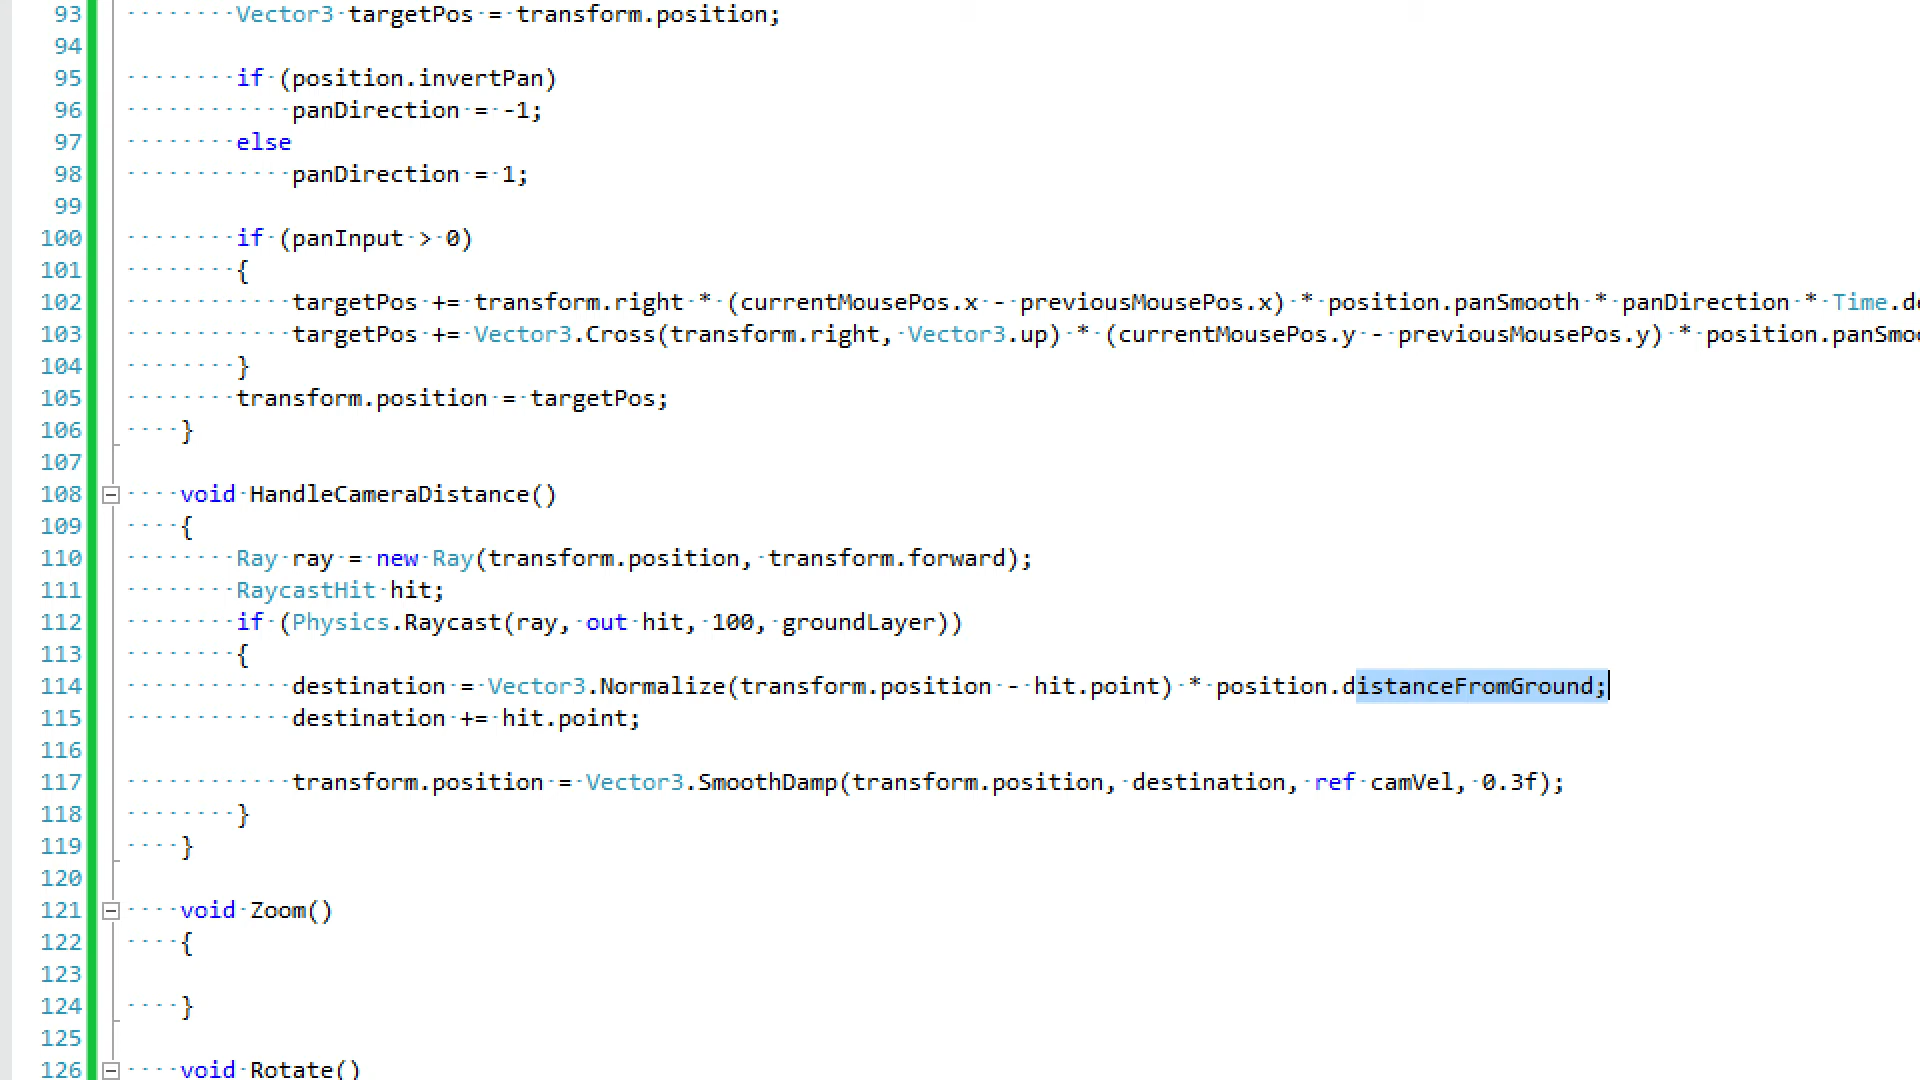 93 Vector3 targetPos = transform.position;
94
95 if (position.invertPan)
96 panDirection = -1;
97 else
98 panDirection = 1;
99
100 if (panInput > 0)
101 {
102 targetPos += transform.right * (currentMousePos.x - previousMousePos.x) * position.panSmooth * panDirection * Time.de
103 targetPos += Vector3.Cross(transform.right, Vector3.up) * (currentMousePos.y - previousMousePos.y) * position.panSmoo
104 }
105 transform.position = targetPos;
106 }
107
108 void HandleCameraDistance()
109 {
110 Ray ray = new Ray(transform.position, transform.forward);
111 RaycastHit hit;
112 if (Physics.Raycast(ray, out hit, 100, groundLayer))
113 {
114 destination = Vector3.Normalize(transform.position - hit.point) * position.distanceFromGround;
115 destination += hit.point;
116
117 transform.position = Vector3.SmoothDamp(transform.position, destination, ref camVel, 0.3f);
118 }
119 }
120
121 void Zoom()
122 {
123
124 }
125
126 void Rotate()